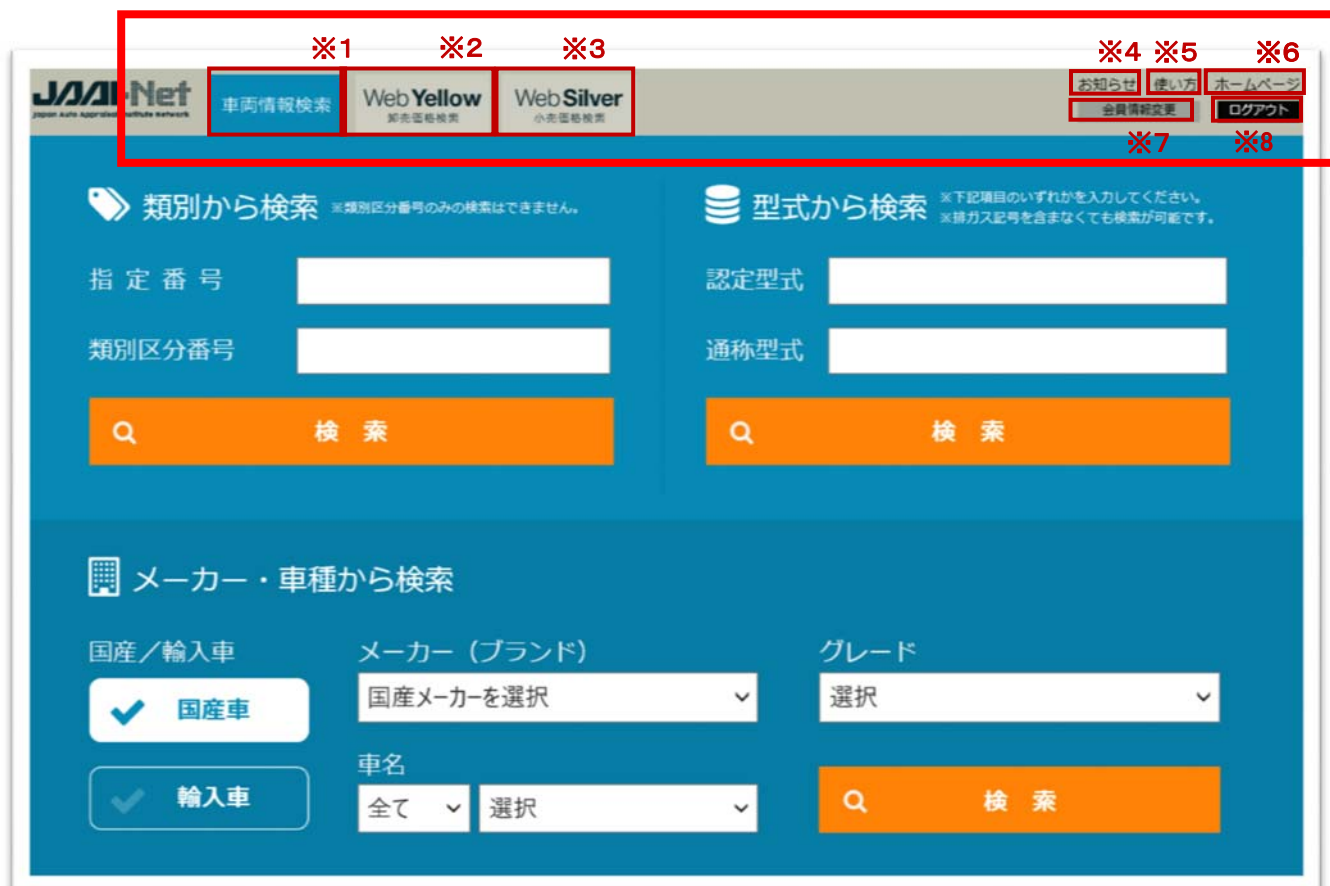 ※1 ※2 ※3 ※4 ※5 ※6
JAAI-Net 車両情報検索 Web Yellow Web Silver お知らせ 使い方 ホームページ
Japan Auto Appraisal Institute network 卸売価格検索 小売価格検索 会員情報変更 ログアウト
※7 ※8
類別から検索 ※類別区分番号のみの検索はできません。
指定番号
類別区分番号
検 索
型式から検索 ※下記項目のいずれかを入力してください。
※排ガス記号を含まなくても検索が可能です。
認定型式
通称型式
検 索
メーカー・車種から検索
国産／輸入車 メーカー（ブランド） グレード
国産車 国産メーカーを選択 選択
車名
輸入車 全て 選択 検 索